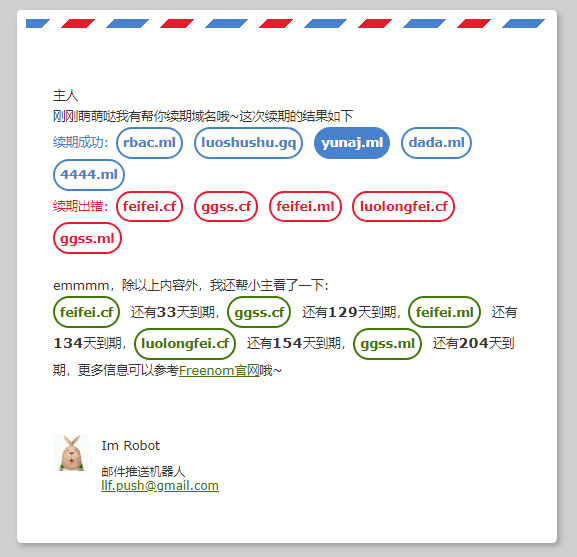 主人
刚刚萌萌哒我有帮你续期域名哦~这次续期的结果如下
续期成功：rbac.ml luoshushu.gq yunaj.ml dada.ml
4444.ml
续期出错：feifei.cf ggss.cf feifei.ml luolongfei.cf
ggss.ml
emmmm，除以上内容外，我还帮小主看了一下：
feifei.cf 还有33天到期，ggss.cf 还有129天到期，feifei.ml 还有
134天到期，luolongfei.cf 还有154天到期，ggss.ml 还有204天到
期，更多信息可以参考Freenom官网哦~
Im Robot
邮件推送机器人
llf.push@gmail.com